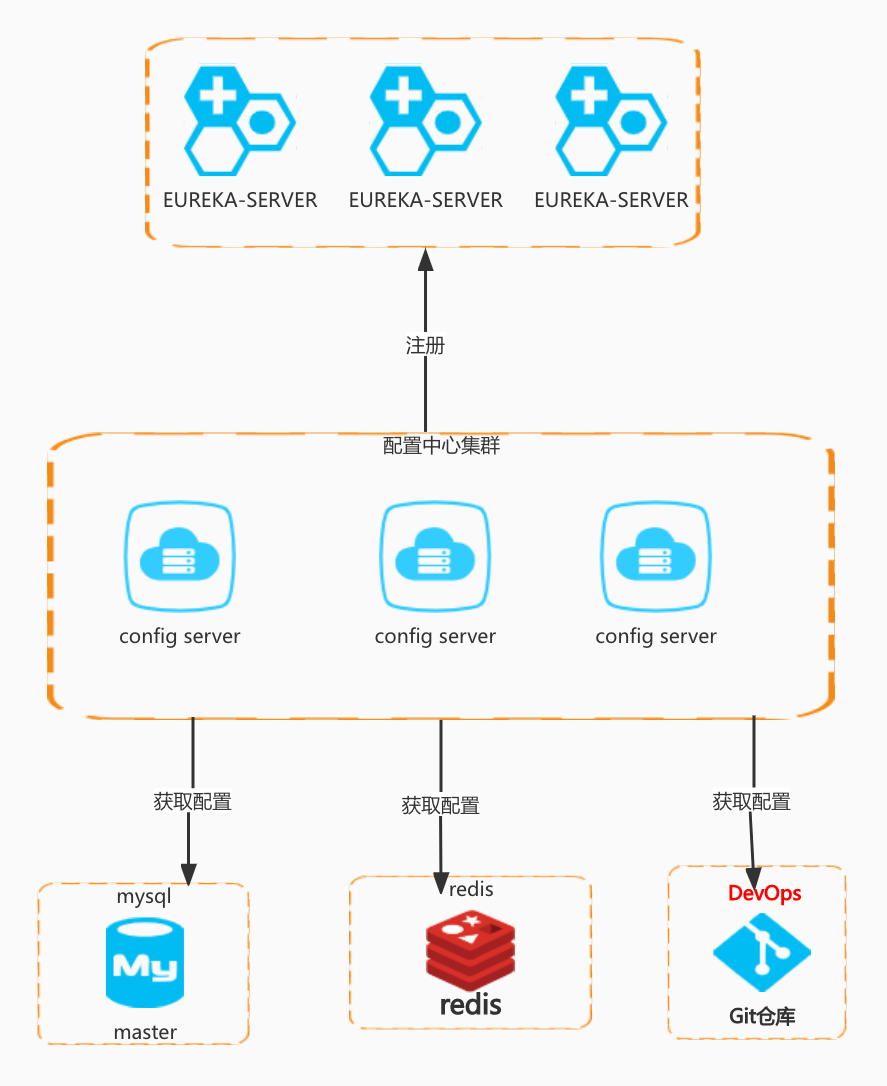 EUREKA-SERVER
EUREKA-SERVER
EUREKA-SERVER
注册
配置中心集群
config server
config server
config server
获取配置
获取配置
获取配置
mysql
My
master
redis
redis
DevOps
Git仓库